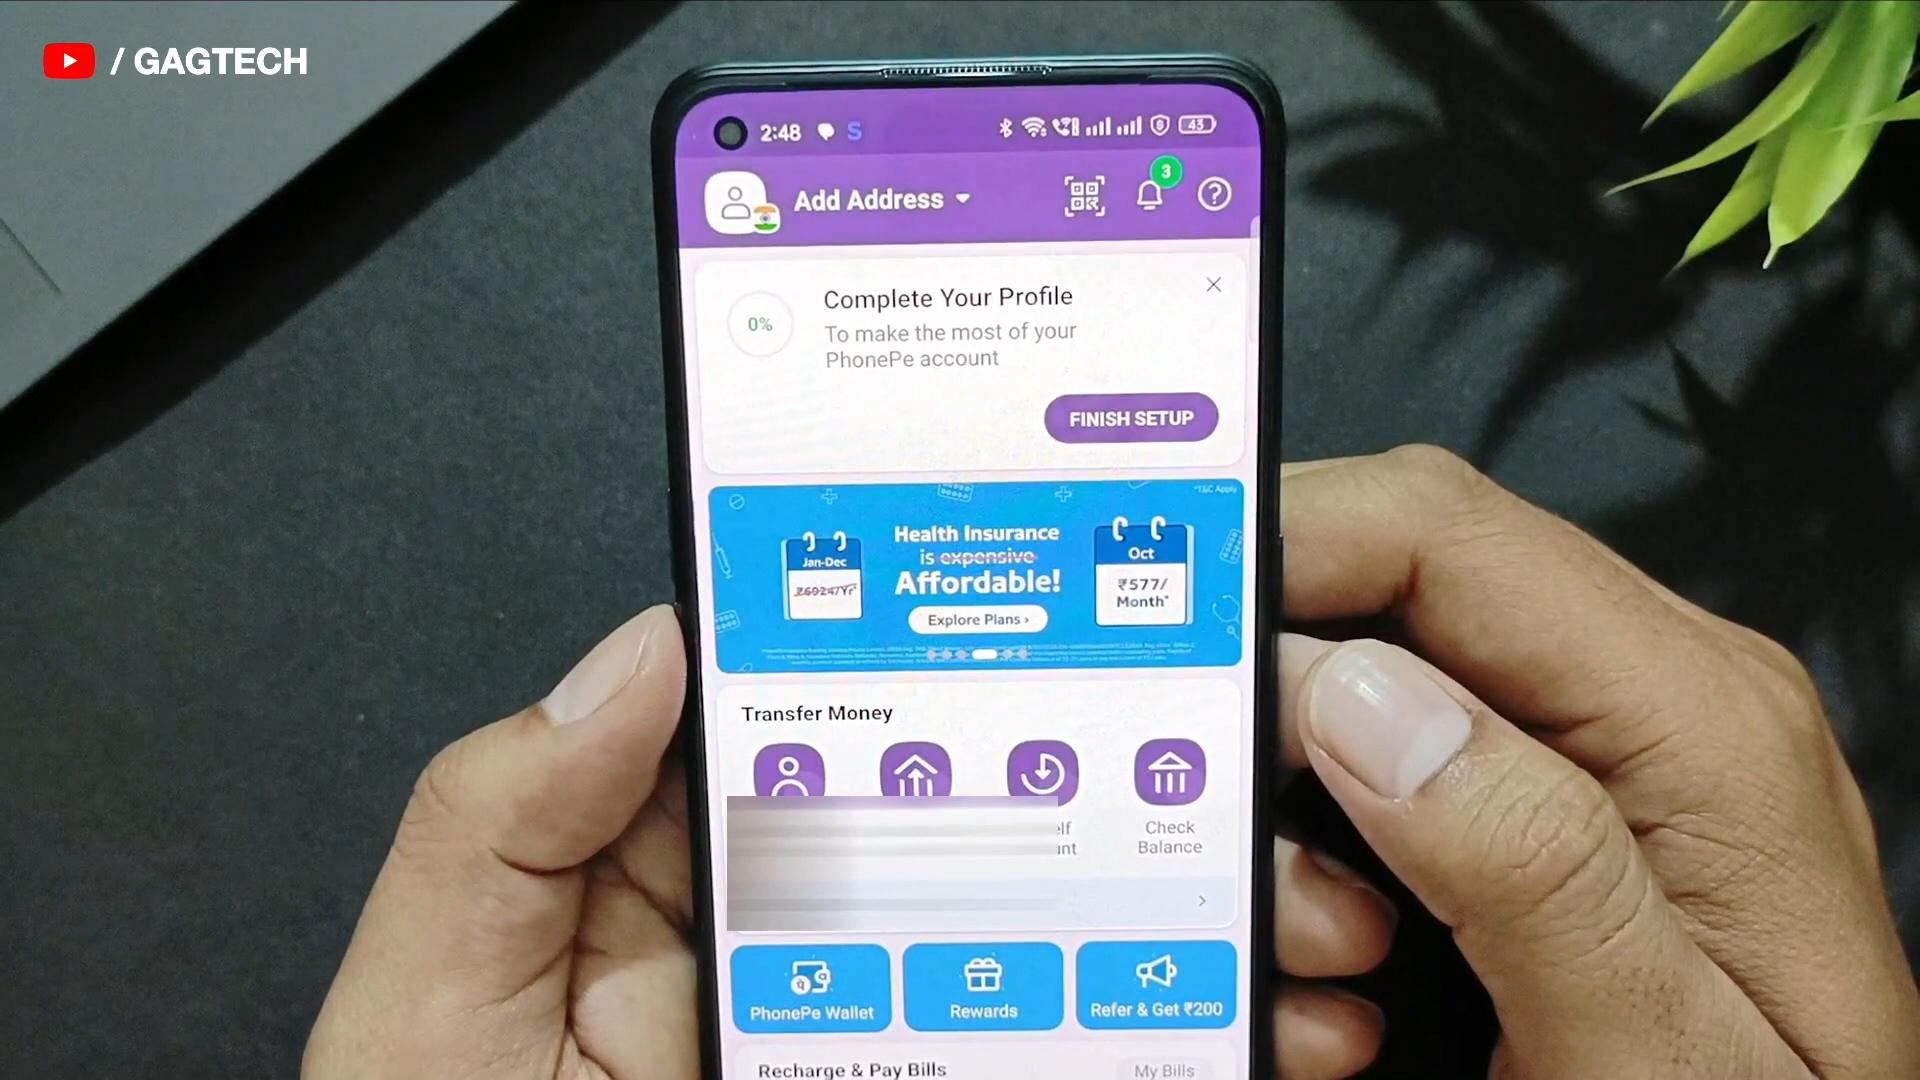 / GAGTECH
2:48 S 43
Add Address
3
0%
Complete Your Profile
To make the most of your
PhonePe account
FINISH SETUP
*T&C Apply
Health Insurance
is expensive
Affordable!
Explore Plans ›
Jan-Dec
₹6924/Yr*
Oct
₹577/
Month*
Transfer Money
Check
Balance
PhonePe Wallet
Rewards
Refer & Get ₹200
Recharge & Pay Bills
My Bills